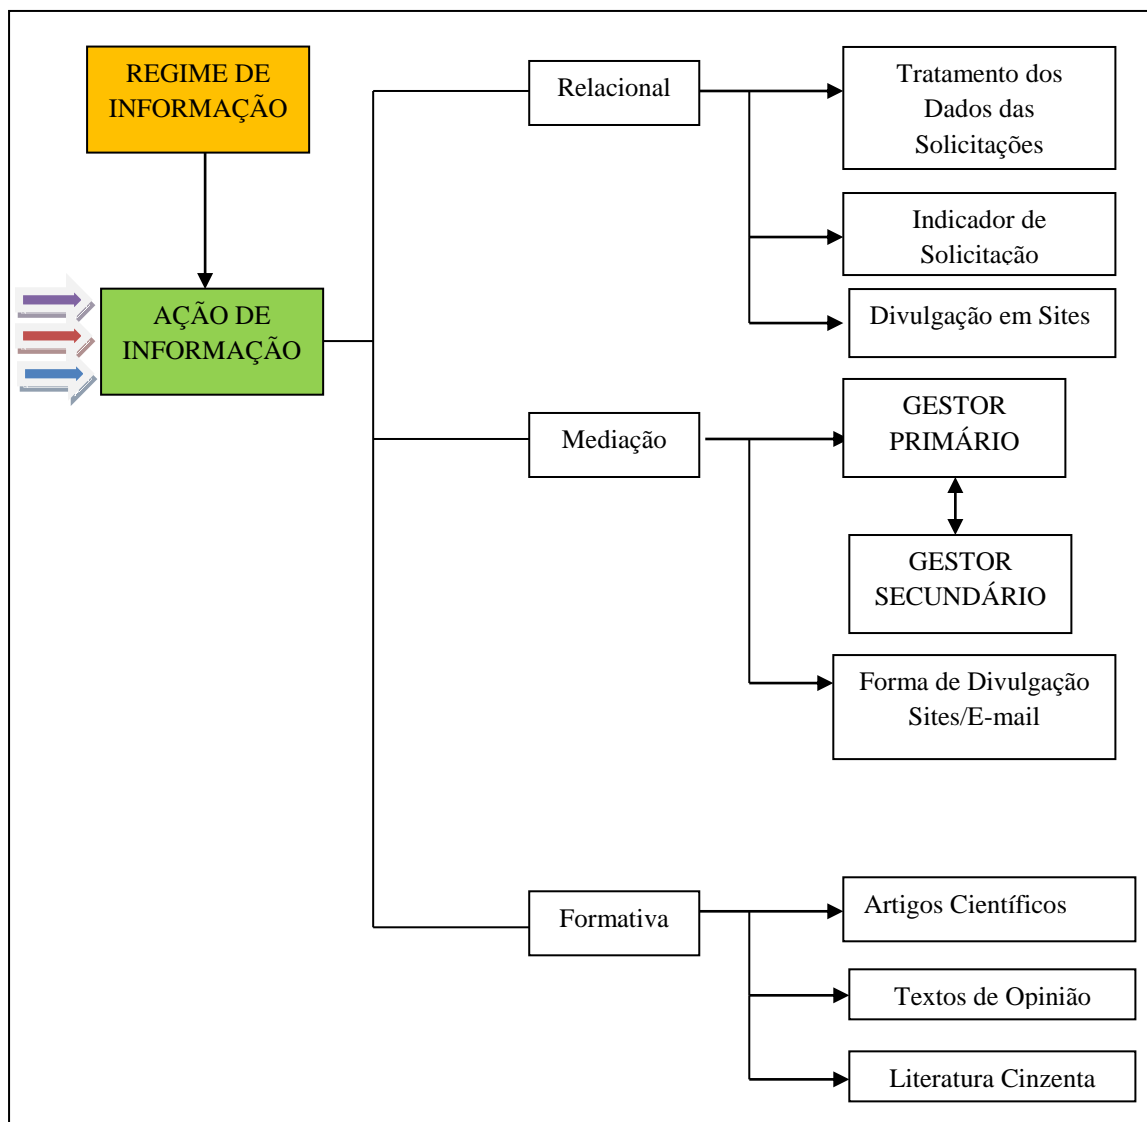 REGIME DE
INFORMAÇÃO
AÇÃO DE
INFORMAÇÃO
Relacional
Tratamento dos
Dados das
Solicitações
Indicador de
Solicitação
Divulgação em Sites
Mediação
GESTOR
PRIMÁRIO
GESTOR
SECUNDÁRIO
Forma de Divulgação
Sites/E-mail
Formativa
Artigos Científicos
Textos de Opinião
Literatura Cinzenta